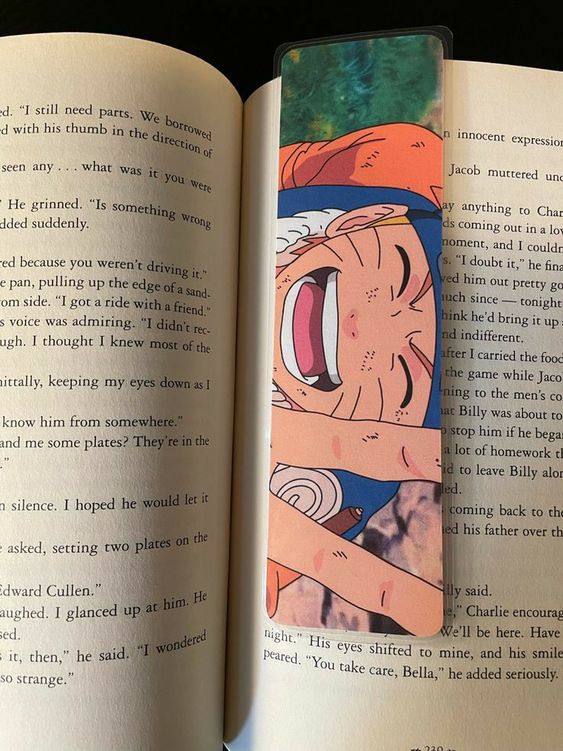 ed. "I still need parts. We borrowed
ed with his thumb in the direction of
seen any . . . what was it you were
He grinned. "Is something wrong
dded suddenly.
red because you weren't driving it."
e pan, pulling up the edge of a sand-
om side. "I got a ride with a friend."
s voice was admiring. "I didn't rec-
ugh. I thought I knew most of the
nittally, keeping my eyes down as I
know him from somewhere."
and me some plates? They're in the
."
n silence. I hoped he would let it
e asked, setting two plates on the
Edward Cullen."
aughed. I glanced up at him. He
sed.
s it, then," he said. "I wondered
so strange."
n innocent expression
Jacob muttered und
ay anything to Char
ds coming out in a lov
moment, and I couldn
s. "I doubt it," he fina
ved him out pretty go
uch since — tonight
hink he'd bring it up
nd indifferent.
after I carried the food
the game while Jaco
ening to the men's co
at Billy was about to
o stop him if he began
a lot of homework th
d to leave Billy alon
ed.
coming back to the
ed his father over th
lly said.
e," Charlie encourag
We'll be here. Have
night." His eyes shifted to mine, and his smile
peared. "You take care, Bella," he added seriously.
239